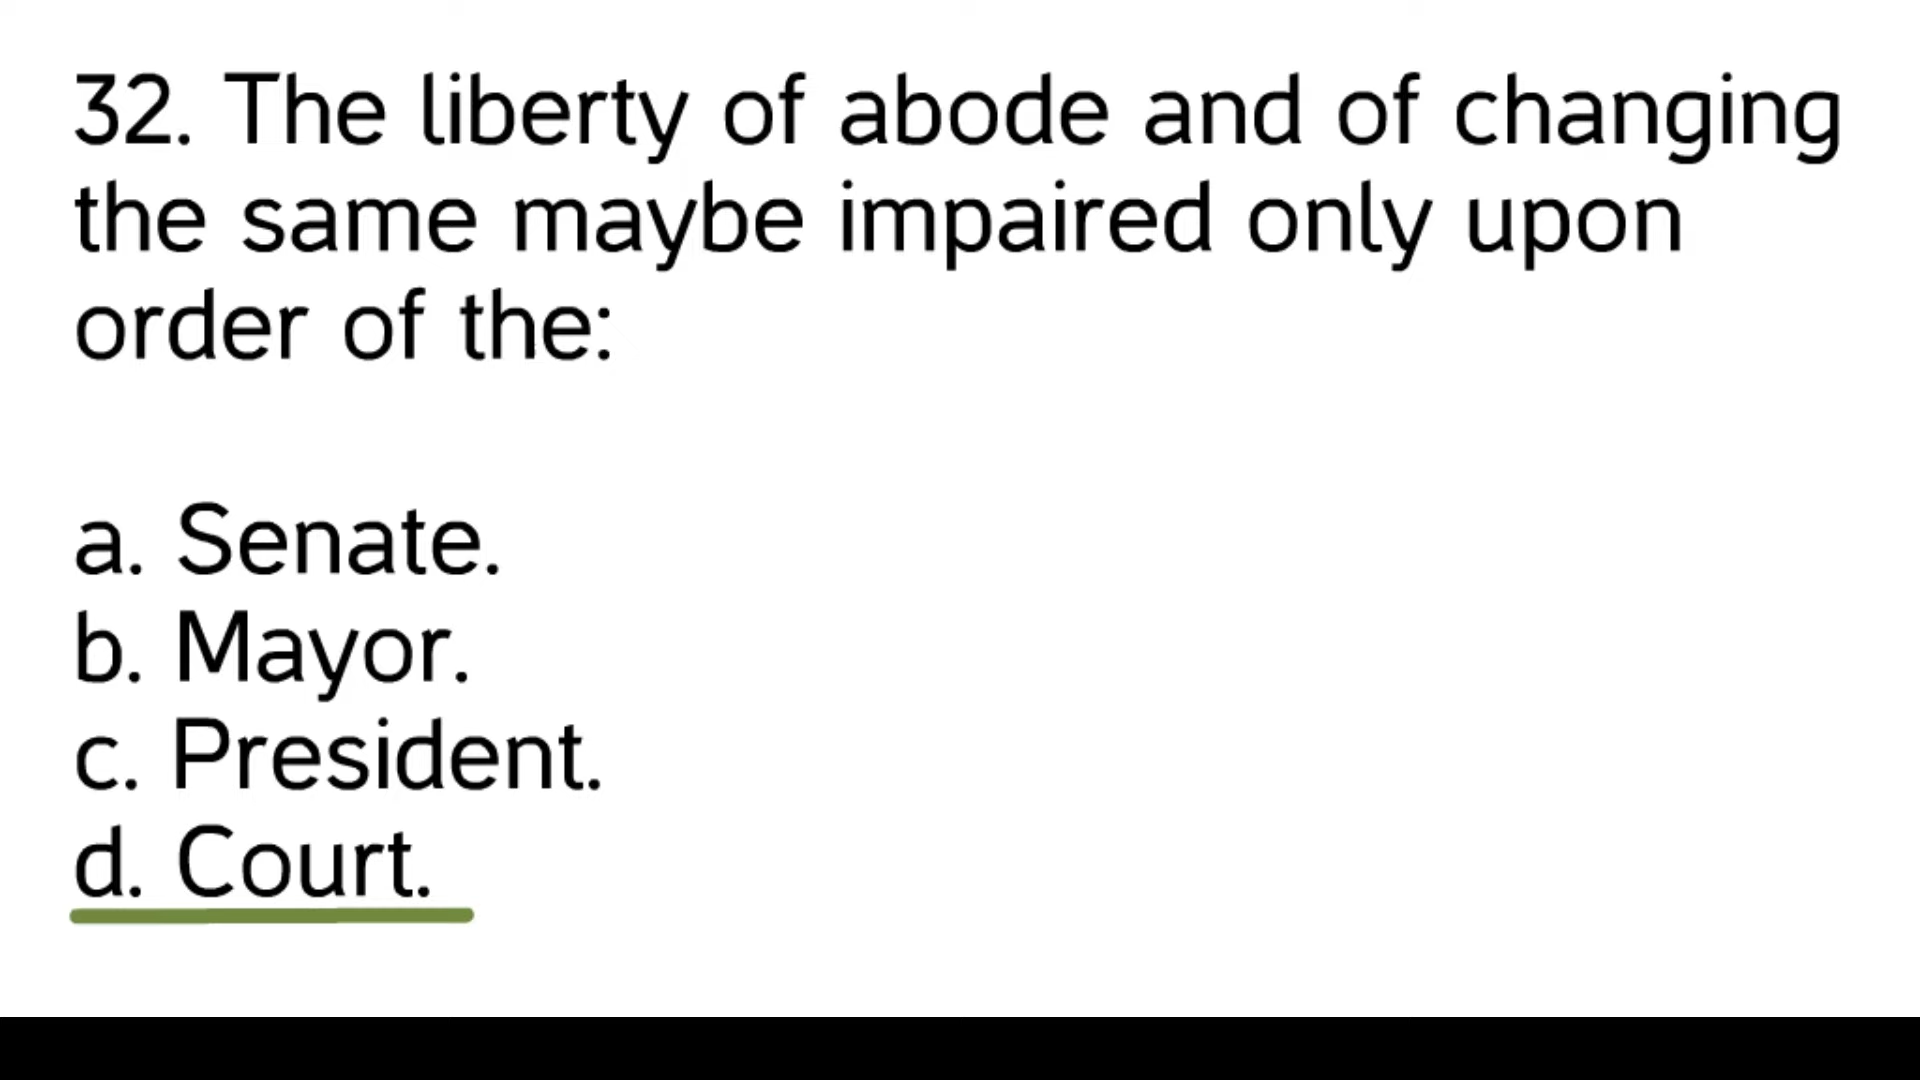 32. The liberty of abode and of changing
the same maybe impaired only upon
order of the:
a. Senate.
b. Mayor.
c. President.
d. Court.